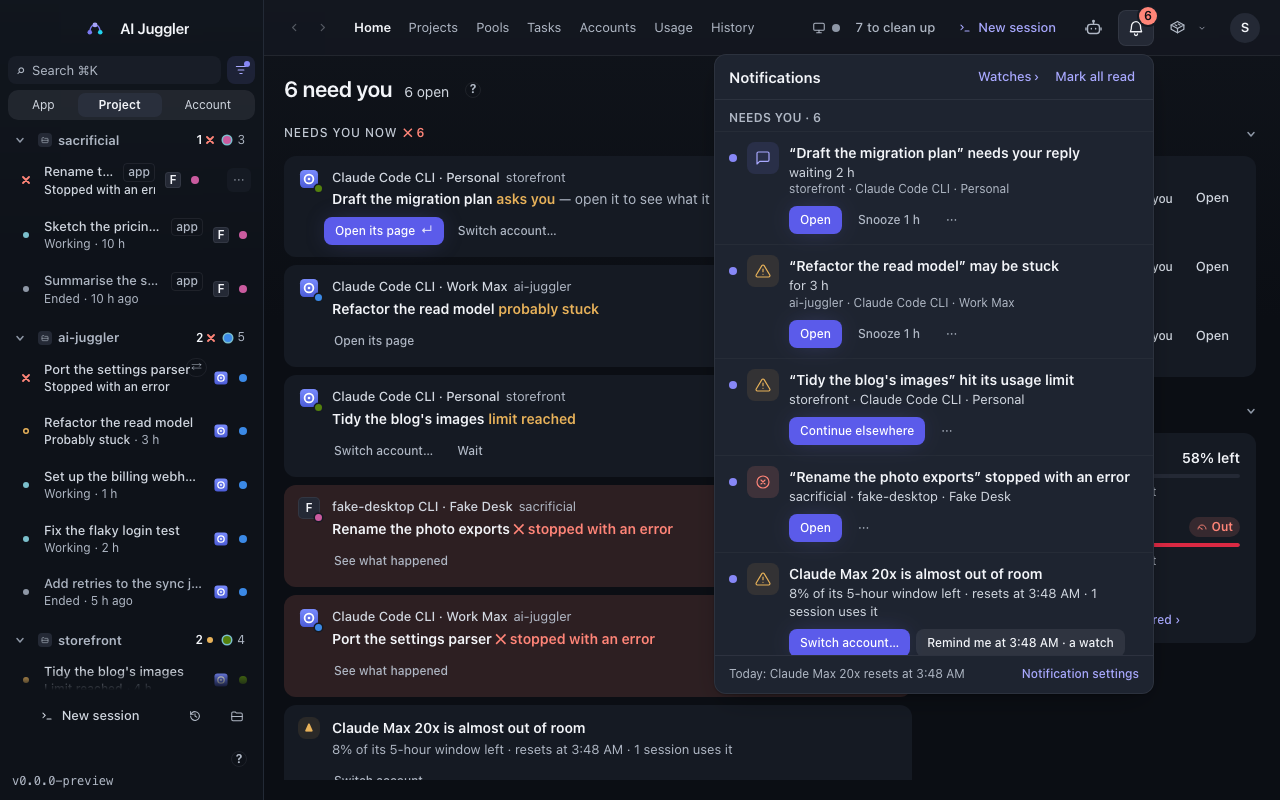 AI Juggler
Search ⌘K
App Project Account
sacrificial 1 3
Rename t... app F
Stopped with an err
Sketch the pricin... app F
Working · 10 h
Summarise the s... app F
Ended · 10 h ago
ai-juggler 2 5
Port the settings parser
Stopped with an error
Refactor the read model
Probably stuck · 3 h
Set up the billing webh...
Working · 1 h
Fix the flaky login test
Working · 2 h
Add retries to the sync j...
Ended · 5 h ago
storefront 2 4
Tidy the blog's images
New session
?
v0.0.0-preview
Home Projects Pools Tasks Accounts Usage History
7 to clean up
New session
6
S
6 need you 6 open ?
NEEDS YOU NOW 6
Claude Code CLI · Personal storefront
Draft the migration plan asks you — open it to see what it
Open its page Switch account...
Claude Code CLI · Work Max ai-juggler
Refactor the read model probably stuck
Open its page
Claude Code CLI · Personal storefront
Tidy the blog's images limit reached
Switch account... Wait
F fake-desktop CLI · Fake Desk sacrificial
Rename the photo exports stopped with an error
See what happened
Claude Code CLI · Work Max ai-juggler
Port the settings parser stopped with an error
See what happened
Claude Max 20x is almost out of room
8% of its 5-hour window left · resets at 3:48 AM · 1 session uses it
Switch account
Notifications Watches › Mark all read
NEEDS YOU · 6
“Draft the migration plan” needs your reply
waiting 2 h
storefront · Claude Code CLI · Personal
Open Snooze 1 h ...
“Refactor the read model” may be stuck
for 3 h
ai-juggler · Claude Code CLI · Work Max
Open Snooze 1 h ...
“Tidy the blog's images” hit its usage limit
storefront · Claude Code CLI · Personal
Continue elsewhere ...
“Rename the photo exports” stopped with an error
sacrificial · fake-desktop · Fake Desk
Open ...
Claude Max 20x is almost out of room
8% of its 5-hour window left · resets at 3:48 AM · 1
session uses it
Switch account... Remind me at 3:48 AM · a watch
Today: Claude Max 20x resets at 3:48 AM Notification settings
you Open
you Open
you Open
58% left
t
Out
t
red ›